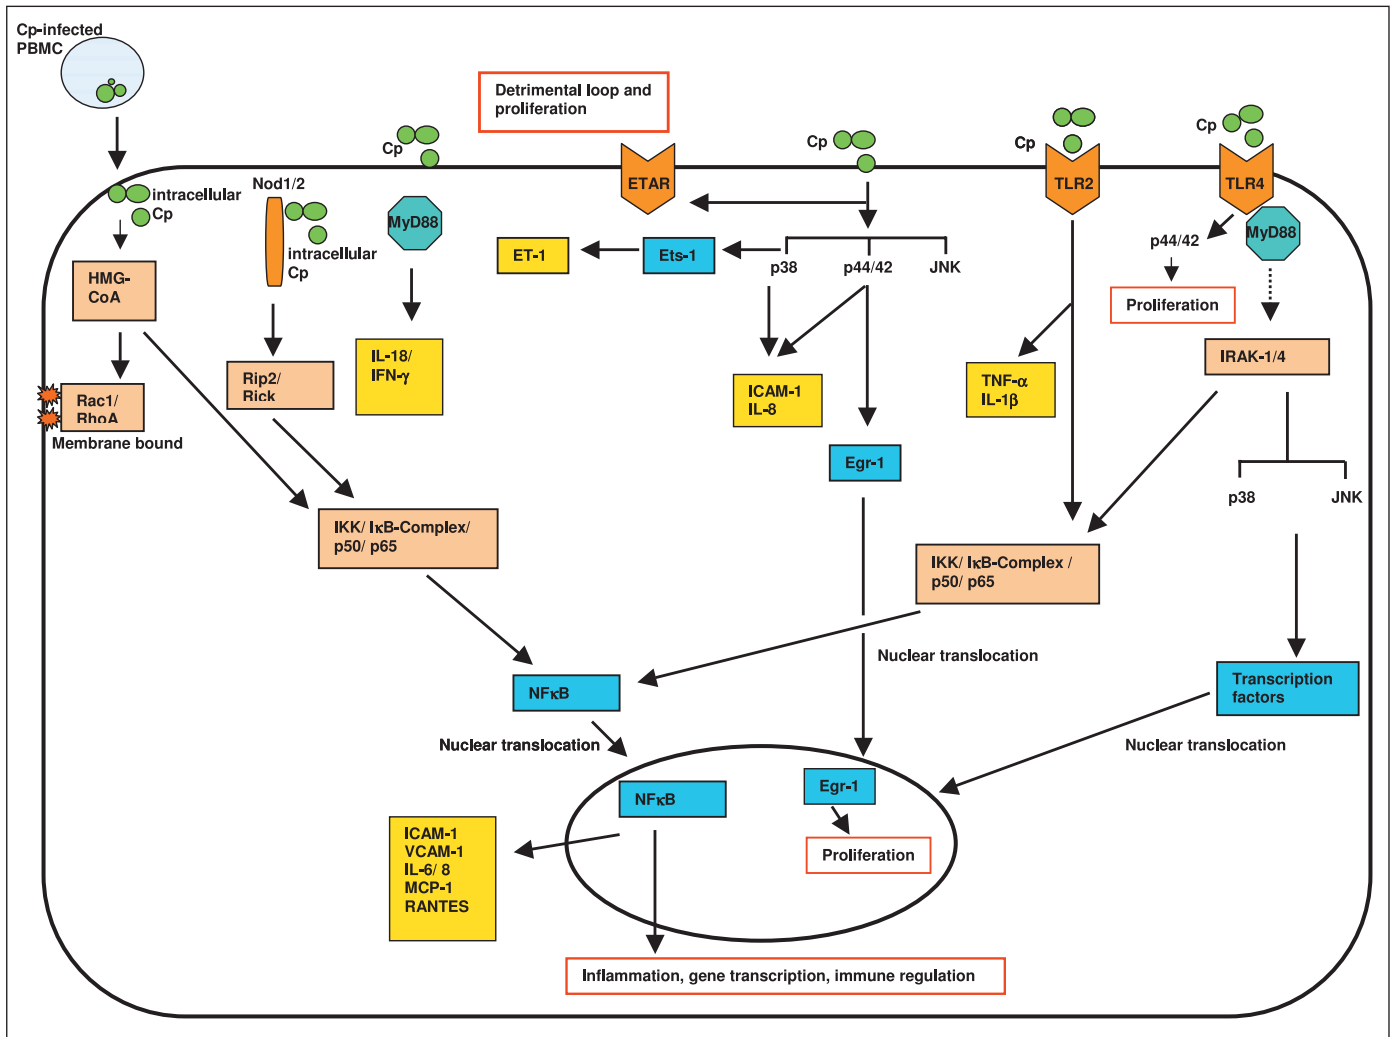 Cp-infected
PBMC
Detrimental loop and
proliferation
Cp
Cp
Cp
Cp
intracellular
Cp
Nod1/2
intracellular
Cp
MyD88
ETAR
TLR2
TLR4
MyD88
HMG-
CoA
ET-1
Ets-1
p38
p44/42
JNK
p44/42
Proliferation
Rac1/
RhoA
Membrane bound
Rip2/
Rick
IL-18/
IFN-γ
ICAM-1
IL-8
TNF-α
IL-1β
IRAK-1/4
Egr-1
p38
JNK
IKK/ IκB-Complex/
p50/ p65
IKK/ IκB-Complex /
p50/ p65
Nuclear translocation
NFκB
Transcription
factors
Nuclear translocation
Nuclear translocation
NFκB
Egr-1
Proliferation
ICAM-1
VCAM-1
IL-6/ 8
MCP-1
RANTES
Inflammation, gene transcription, immune regulation